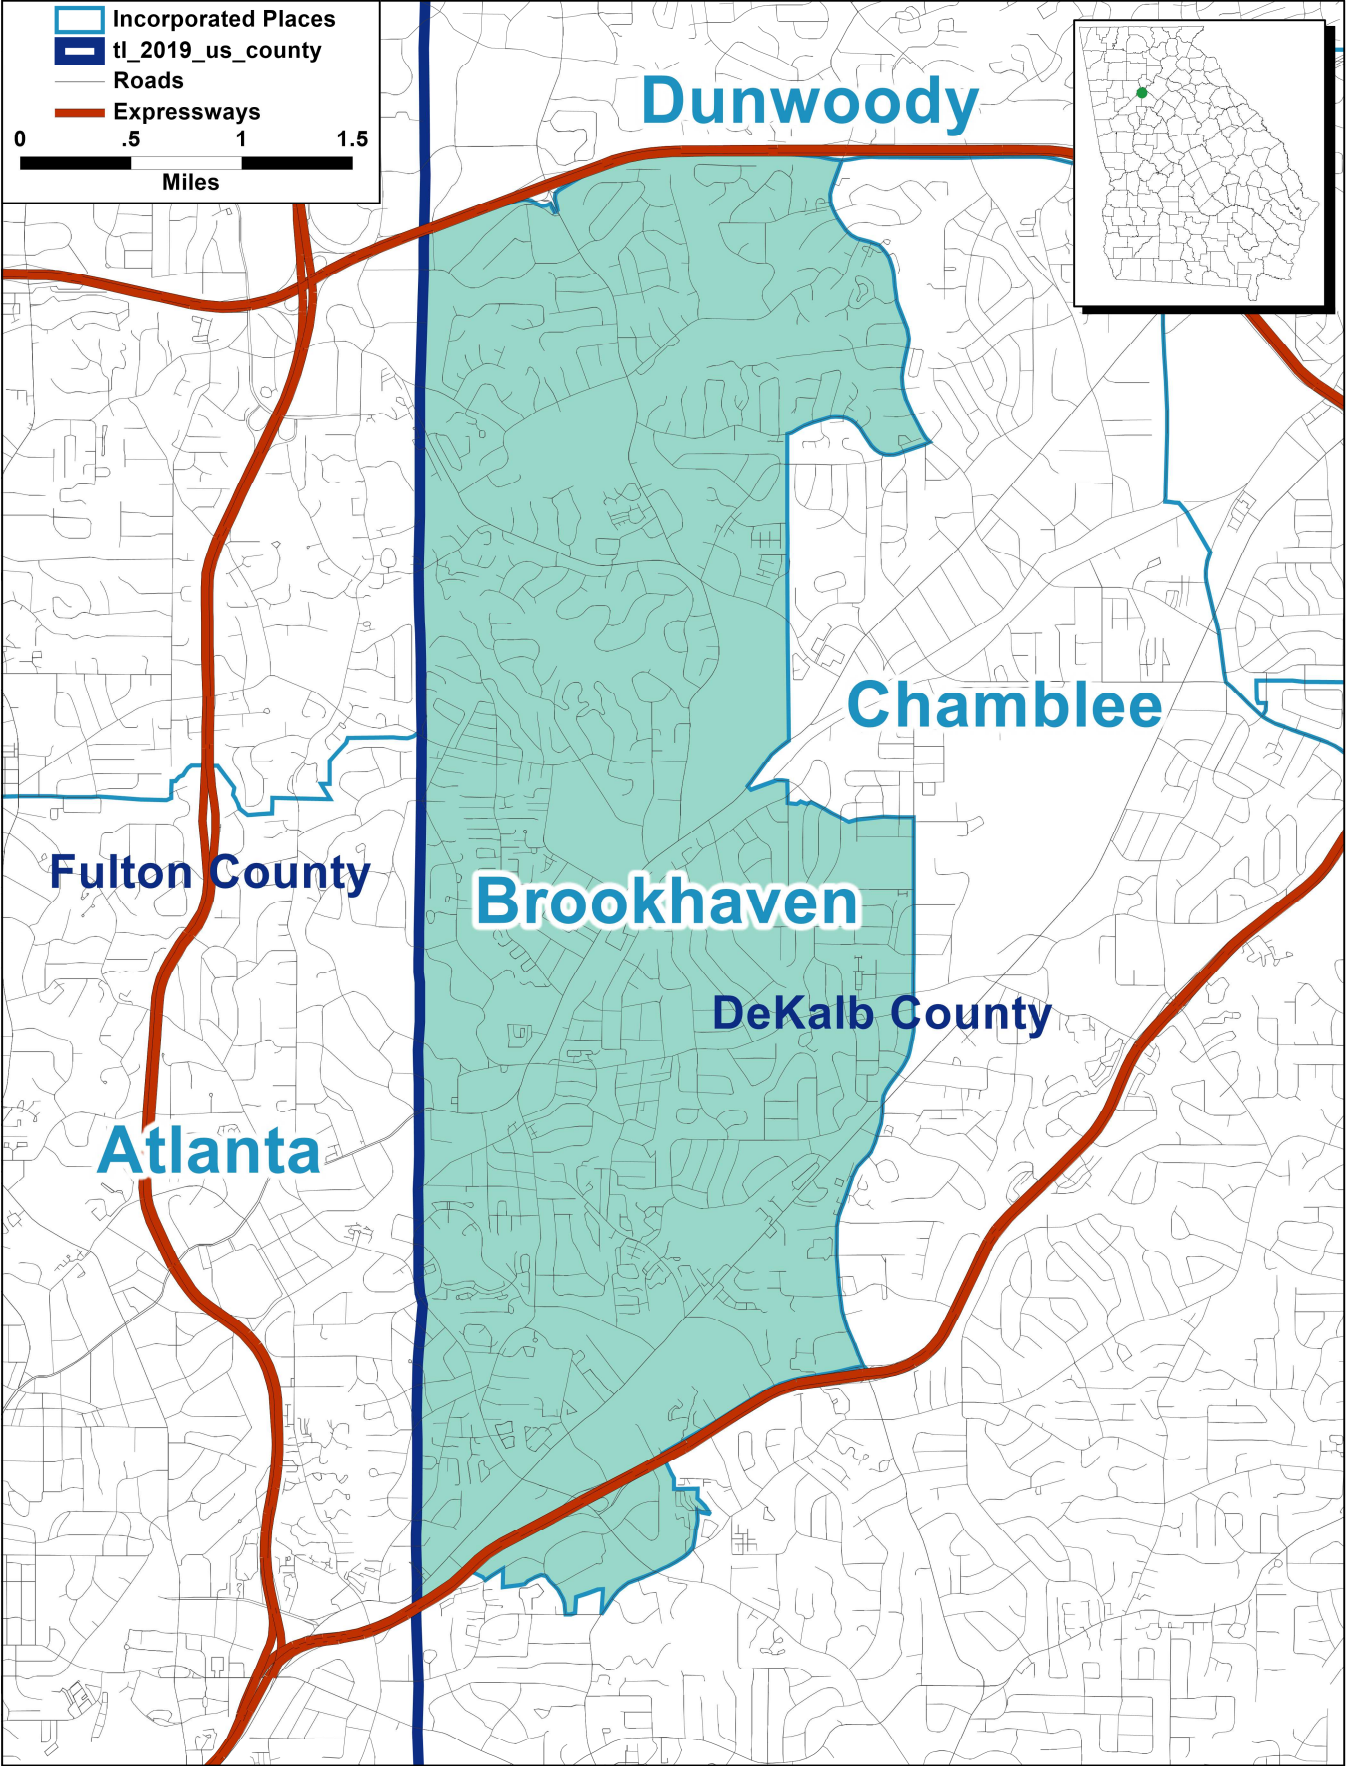 Incorporated Places
tl_2019_us_county
Roads
Expressways
0 .5 1 1.5
Miles
Dunwoody
Chamblee
Fulton County
Brookhaven
DeKalb County
Atlanta